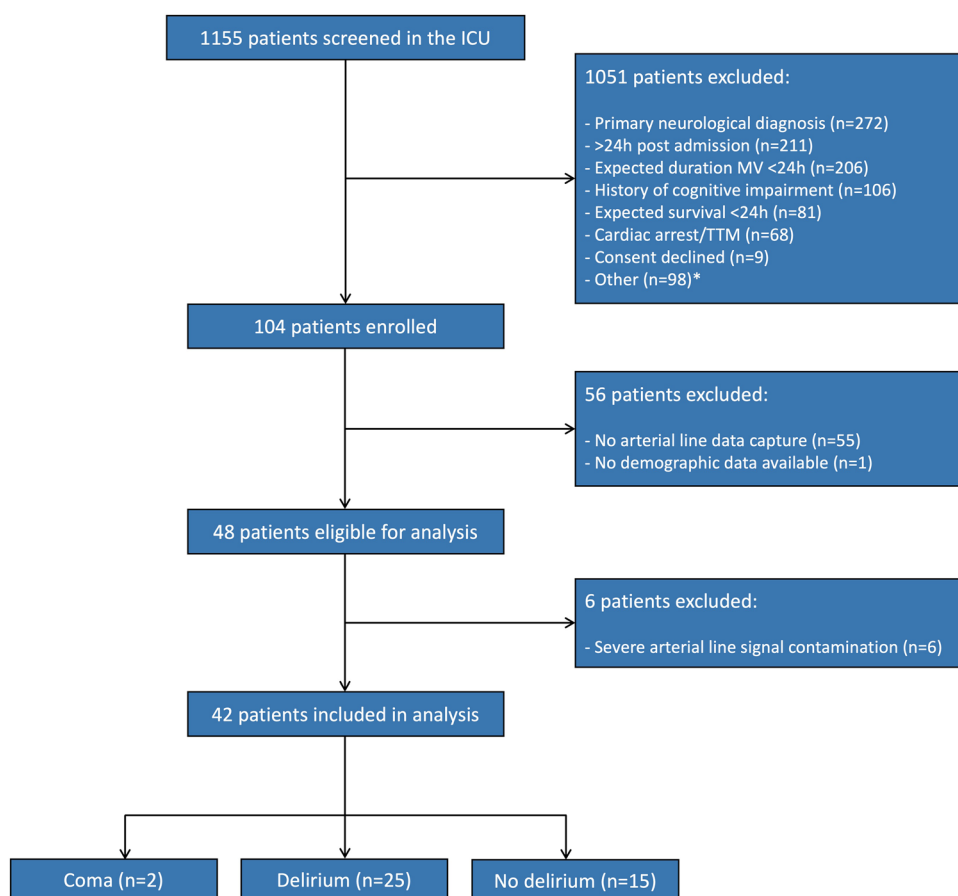 1155 patients screened in the ICU
1051 patients excluded:
- Primary neurological diagnosis (n=272)
- >24h post admission (n=211)
- Expected duration MV <24h (n=206)
- History of cognitive impairment (n=106)
- Expected survival <24h (n=81)
- Cardiac arrest/TTM (n=68)
- Consent declined (n=9)
- Other (n=98)*
104 patients enrolled
56 patients excluded:
- No arterial line data capture (n=55)
- No demographic data available (n=1)
48 patients eligible for analysis
6 patients excluded:
- Severe arterial line signal contamination (n=6)
42 patients included in analysis
Coma (n=2)
Delirium (n=25)
No delirium (n=15)